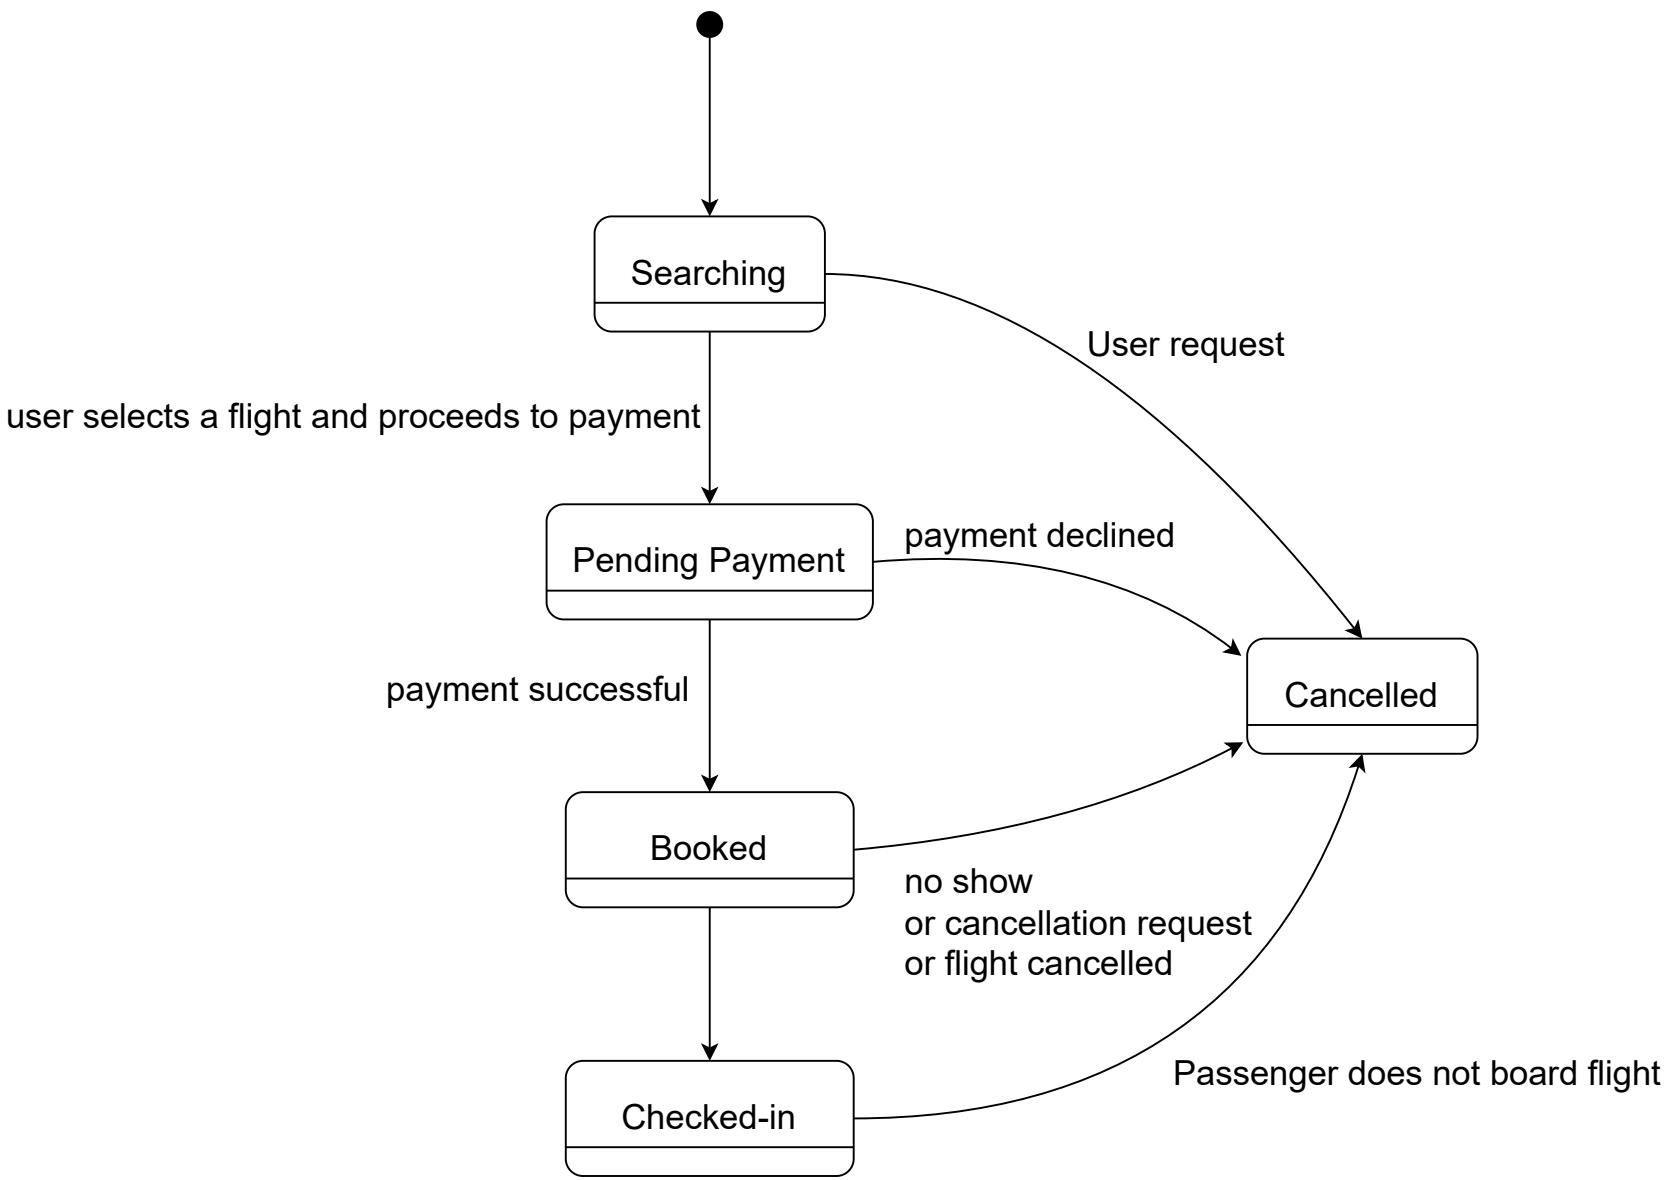 Searching
User request
user selects a flight and proceeds to payment
payment declined
Pending Payment
payment successful
Cancelled
Booked
no show
or cancellation request
or flight cancelled
Passenger does not board flight
Checked-in